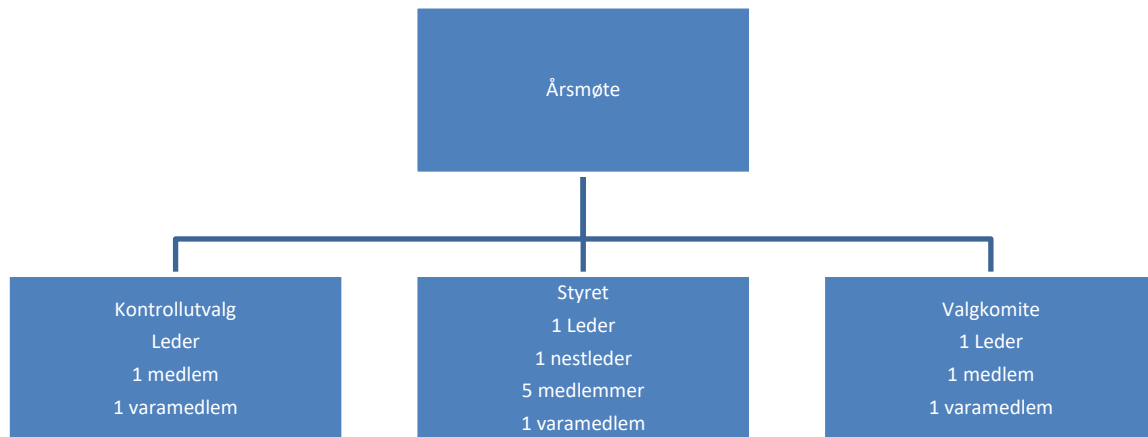 Årsmøte
Kontrollutvalg
Leder
1 medlem
1 varamedlem
Styret
1 Leder
1 nestleder
5 medlemmer
1 varamedlem
Valgkomite
1 Leder
1 medlem
1 varamedlem